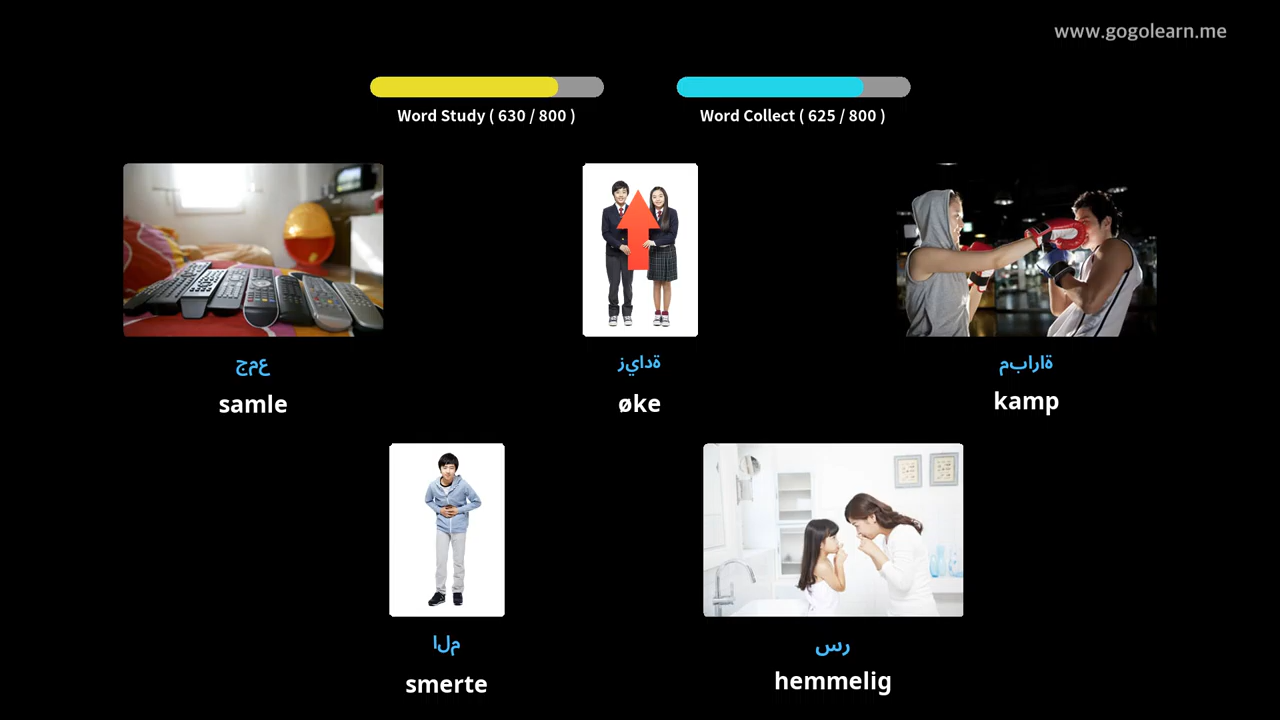 www.gogolearn.me
Word Study ( 630 / 800 )
Word Collect ( 625 / 800 )
جمع
samle
زيادة
øke
مباراة
kamp
الم
smerte
سر
hemmelig